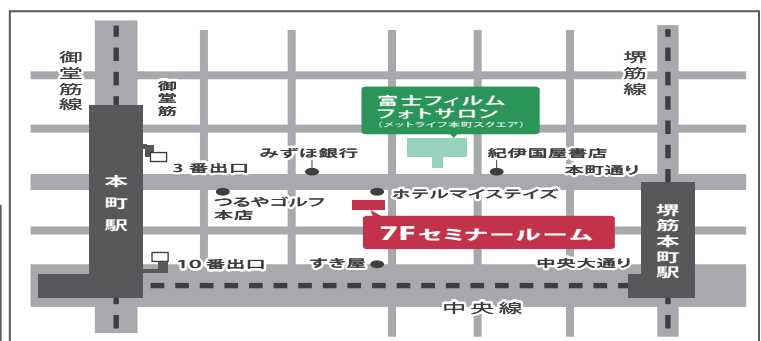 御堂筋線
御堂筋
堺筋線
富士フィルム
フォトサロン
（メットライフ本町スクエア）
みずほ銀行
紀伊国屋書店
3番出口
本町通り
本町駅
つるやゴルフ
本店
ホテルマイステイズ
7Fセミナールーム
堺筋本町駅
10番出口
すき屋
中央大通り
中央線